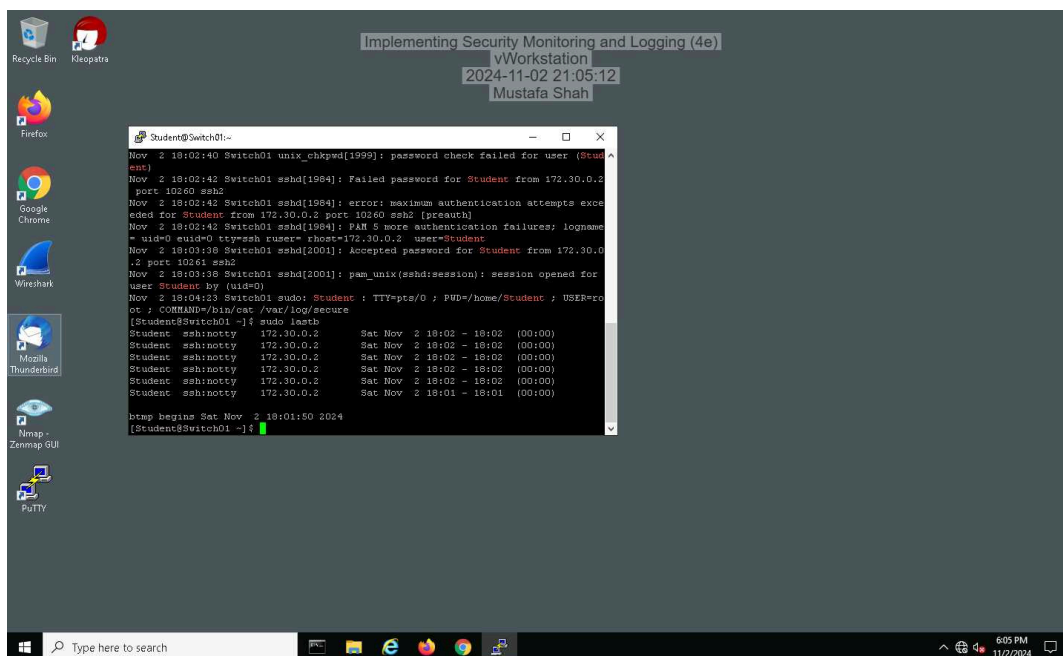 Implementing Security Monitoring and Logging (4e)
vWorkstation
2024-11-02 21:05:12
Mustafa Shah
Recycle Bin
Kleopatra
Firefox
Google
Chrome
Wireshark
Mozilla
Thunderbird
Nmap -
Zenmap GUI
PuTTY
Student@Switch01:~
Nov  2 18:02:40 Switch01 unix_chkpwd[1999]: password check failed for user (Stud
ent)
Nov  2 18:02:42 Switch01 sshd[1984]: Failed password for Student from 172.30.0.2
 port 10260 ssh2
Nov  2 18:02:42 Switch01 sshd[1984]: error: maximum authentication attempts exce
eded for Student from 172.30.0.2 port 10260 ssh2 [preauth]
Nov  2 18:02:42 Switch01 sshd[1984]: PAM 5 more authentication failures; logname
= uid=0 euid=0 tty=ssh ruser= rhost=172.30.0.2  user=Student
Nov  2 18:03:38 Switch01 sshd[2001]: Accepted password for Student from 172.30.0
.2 port 10261 ssh2
Nov  2 18:03:38 Switch01 sshd[2001]: pam_unix(sshd:session): session opened for
user Student by (uid=0)
Nov  2 18:04:23 Switch01 sudo: Student : TTY=pts/0 ; PWD=/home/Student ; USER=ro
ot ; COMMAND=/bin/cat /var/log/secure
[Student@Switch01 ~]$ sudo lastb
Student  ssh:notty    172.30.0.2       Sat Nov  2 18:02 - 18:02  (00:00)
Student  ssh:notty    172.30.0.2       Sat Nov  2 18:02 - 18:02  (00:00)
Student  ssh:notty    172.30.0.2       Sat Nov  2 18:02 - 18:02  (00:00)
Student  ssh:notty    172.30.0.2       Sat Nov  2 18:02 - 18:02  (00:00)
Student  ssh:notty    172.30.0.2       Sat Nov  2 18:02 - 18:02  (00:00)
Student  ssh:notty    172.30.0.2       Sat Nov  2 18:01 - 18:01  (00:00)
btmp begins Sat Nov  2 18:01:50 2024
[Student@Switch01 ~]$
Type here to search
6:05 PM
11/2/2024